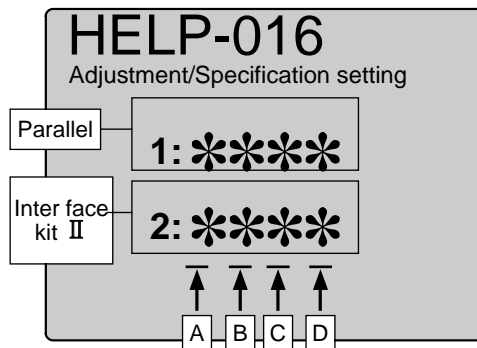 HELP-016
Adjustment/Specification setting
Parallel
1: ****
Inter face
kit Ⅱ
2: ****
A B C D